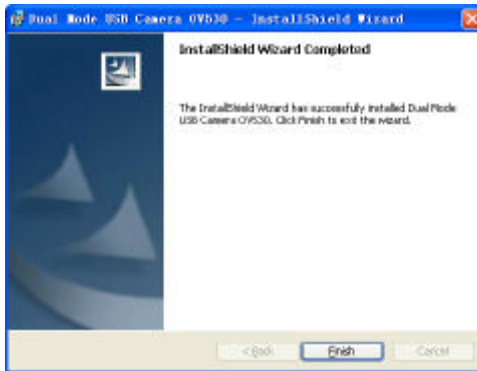 Dual Mode USB Camera OV530 - InstallShield Wizard
InstallShield Wizard Completed
The InstallShield Wizard has successfully installed Dual Mode
USB Camera OV530. Click Finish to exit the wizard.
< Back
Finish
Cancel